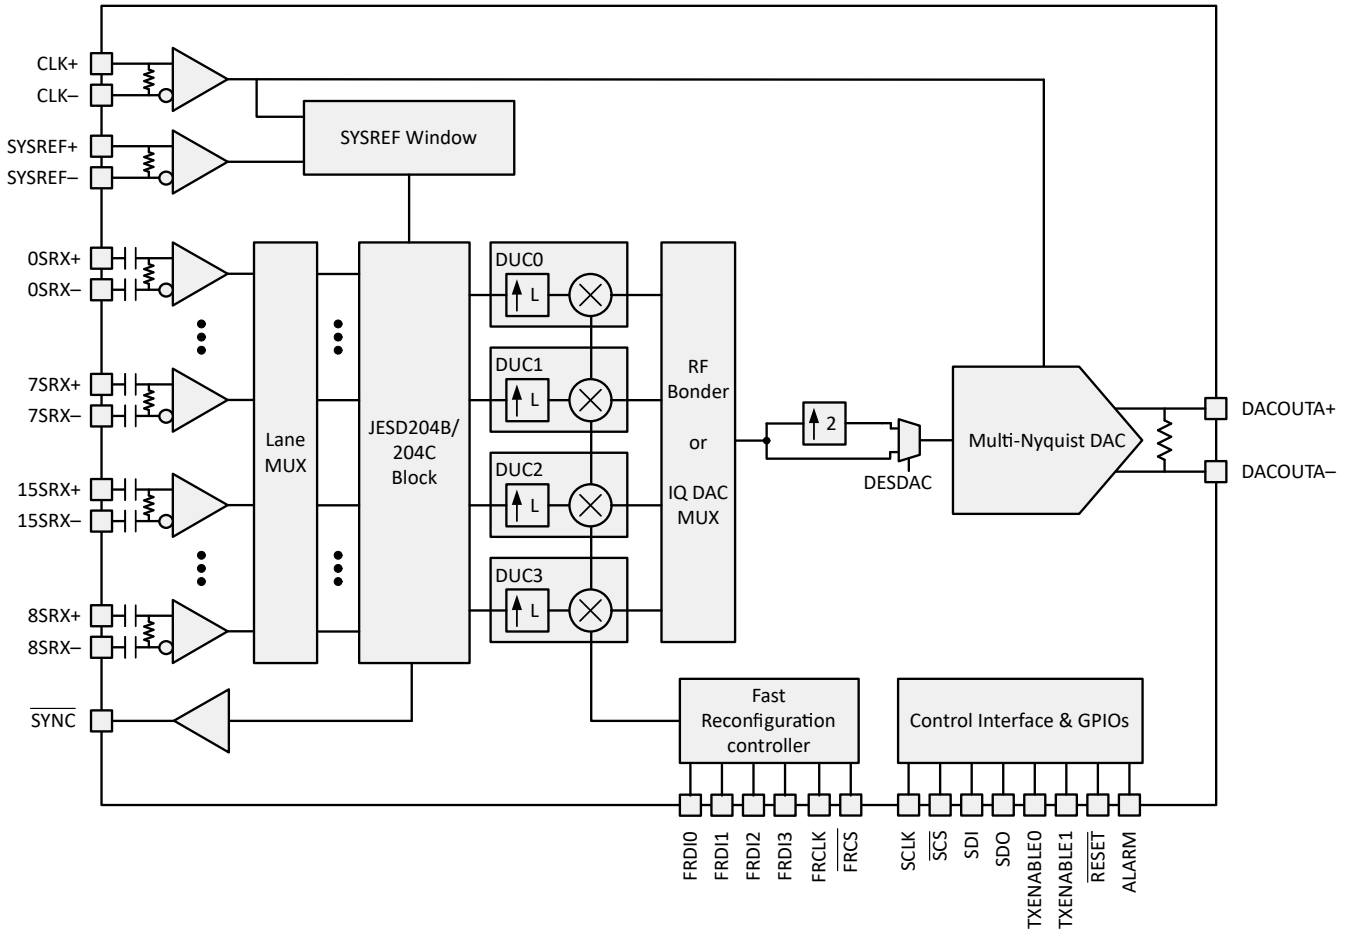 CLK+
CLK–
SYSREF+
SYSREF–
SYSREF Window
0SRX+
0SRX–
7SRX+
7SRX–
15SRX+
15SRX–
8SRX+
8SRX–
SYNC
Lane
MUX
JESD204B/
204C
Block
DUC0
L
DUC1
L
DUC2
L
DUC3
L
RF
Bonder
or
IQ DAC
MUX
2
DESDAC
Multi-Nyquist DAC
DACOUTA+
DACOUTA–
Fast
Reconfiguration
controller
Control Interface & GPIOs
FRDI0
FRDI1
FRDI2
FRDI3
FRCLK
FRCS
SCLK
SCS
SDI
SDO
TXENABLE0
TXENABLE1
RESET
ALARM